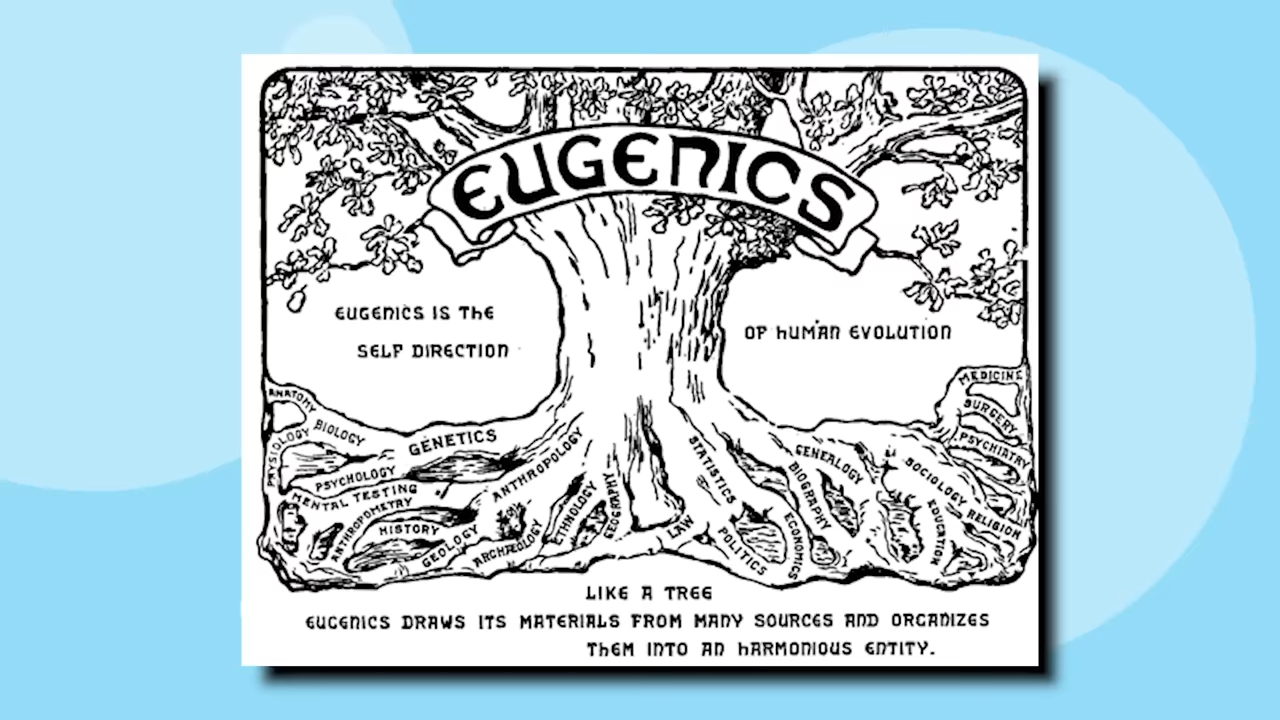 EUGENICS
EUGENICS IS THE
SELF DIRECTION
OF HUMAN EVOLUTION
ANATOMY
PHYSIOLOGY
BIOLOGY
GENETICS
PSYCHOLOGY
MENTAL TESTING
ANTHROPOMETRY
HISTORY
GEOLOGY
ANTHROPOLOGY
ARCHÆOLOGY
ETHNOLOGY
GEOGRAPHY
LAW
STATISTICS
POLITICS
ECONOMICS
BIOGRAPHY
GENEALOGY
SOCIOLOGY
EDUCATION
RELIGION
PSYCHIATRY
SURGERY
MEDICINE
LIKE A TREE
EUGENICS DRAWS ITS MATERIALS FROM MANY SOURCES AND ORGANIZES
THEM INTO AN HARMONIOUS ENTITY.